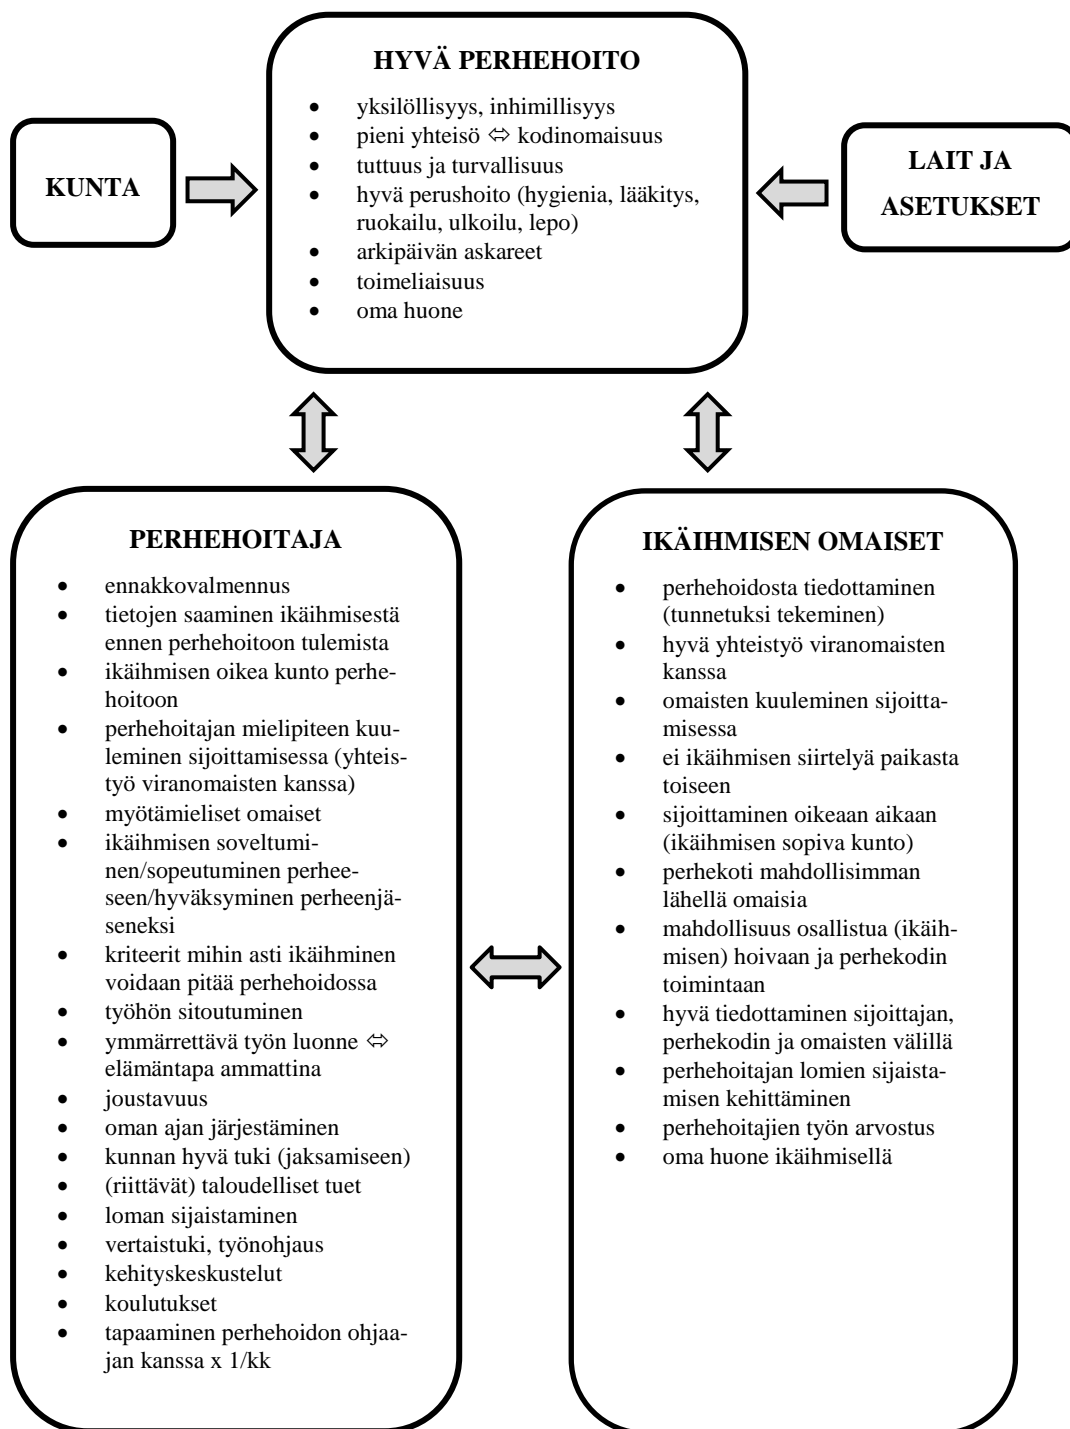 HYVÄ PERHEHOITO
• yksilöllisyys, inhimillisyys
• pieni yhteisö ⇔ kodinomaisuus
• tuttuus ja turvallisuus
• hyvä perushoito (hygienia, lääkitys,
ruokailu, ulkoilu, lepo)
• arkipäivän askareet
• toimeliaisuus
• oma huone
KUNTA
LAIT JA
ASETUKSET
PERHEHOITAJA
• ennakkovalmennus
• tietojen saaminen ikäihmisestä
ennen perhehoitoon tulemista
• ikäihmisen oikea kunto perhe-
hoitoon
• perhehoitajan mielipiteen kuu-
leminen sijoittamisessa (yhteis-
työ viranomaisten kanssa)
• myötämieliset omaiset
• ikäihmisen soveltumi-
nen/sopeutuminen perhee-
seen/hyväksyminen perheenjä-
seneksi
• kriteerit mihin asti ikäihminen
voidaan pitää perhehoidossa
• työhön sitoutuminen
• ymmärrettävä työn luonne ⇔
elämäntapa ammattina
• joustavuus
• oman ajan järjestäminen
• kunnan hyvä tuki (jaksamiseen)
• (riittävät) taloudelliset tuet
• loman sijaistaminen
• vertaistuki, työnohjaus
• kehityskeskustelut
• koulutukset
• tapaaminen perhehoidon ohjaa-
jan kanssa x 1/kk
IKÄIHMISEN OMAISET
• perhehoidosta tiedottaminen
(tunnetuksi tekeminen)
• hyvä yhteistyö viranomaisten
kanssa
• omaisten kuuleminen sijoitta-
misessa
• ei ikäihmisen siirtelyä paikasta
toiseen
• sijoittaminen oikeaan aikaan
(ikäihmisen sopiva kunto)
• perhekoti mahdollisimman
lähellä omaisia
• mahdollisuus osallistua (ikäih-
misen) hoivaan ja perhekodin
toimintaan
• hyvä tiedottaminen sijoittajan,
perhekodin ja omaisten välillä
• perhehoitajan lomien sijaista-
misen kehittäminen
• perhehoitajien työn arvostus
• oma huone ikäihmisellä